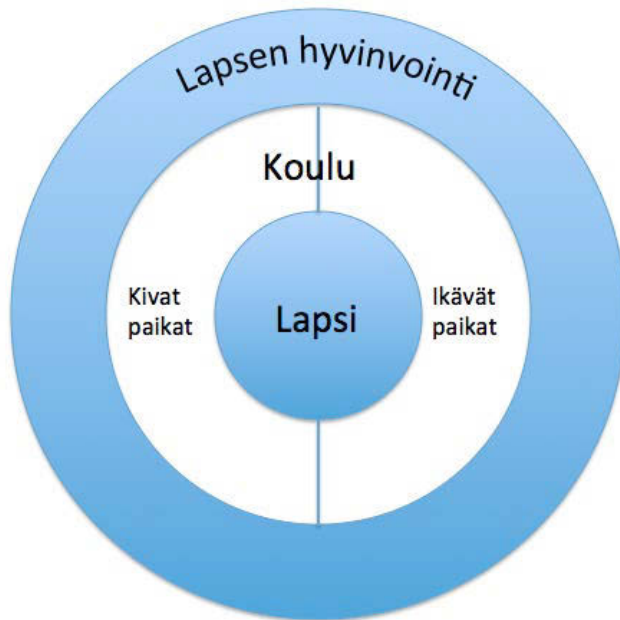 Lapsen hyvinvointi
Koulu
Kivat
paikat
Lapsi
Ikävät
paikat